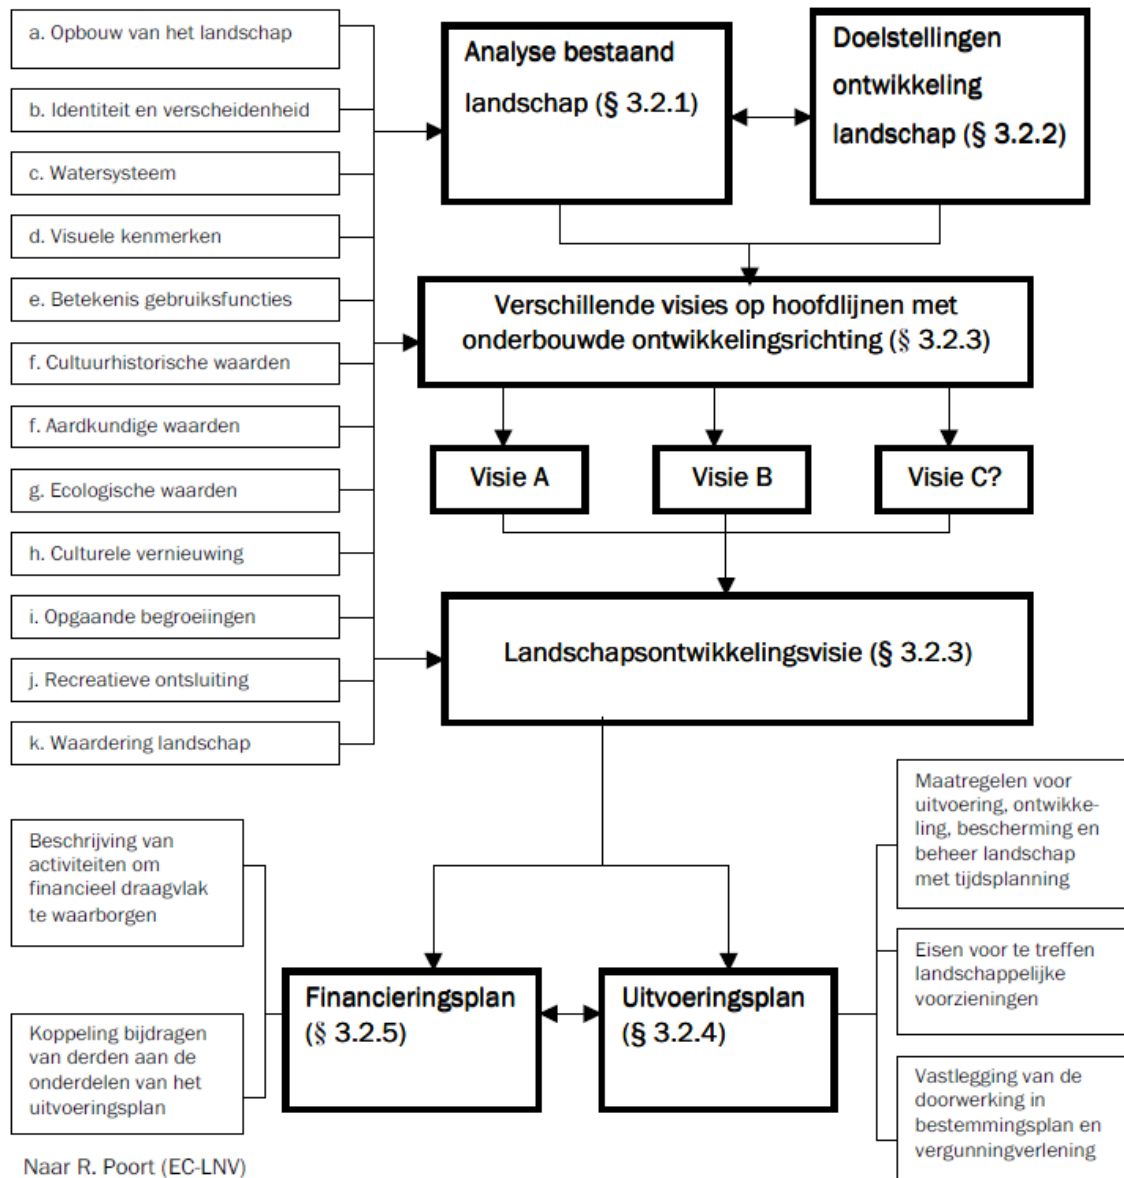 a. Opbouw van het landschap
b. Identiteit en verscheidenheid
c. Watersysteem
d. Visuele kenmerken
e. Betekenis gebruiksfuncties
f. Cultuurhistorische waarden
f. Aardkundige waarden
g. Ecologische waarden
h. Culturele vernieuwing
i. Opgaande begroeiingen
j. Recreatieve ontsluiting
k. Waardering landschap
Analyse bestaand
landschap (§ 3.2.1)
Doelstellingen
ontwikkeling
landschap (§ 3.2.2)
Verschillende visies op hoofdlijnen met
onderbouwde ontwikkelingsrichting (§ 3.2.3)
Visie A
Visie B
Visie C?
Landschapsontwikkelingsvisie (§ 3.2.3)
Beschrijving van
activiteiten om
financieel draagvlak
te waarborgen
Koppeling bijdragen
van derden aan de
onderdelen van het
uitvoeringsplan
Financieringsplan
(§ 3.2.5)
Uitvoeringsplan
(§ 3.2.4)
Maatregelen voor
uitvoering, ontwikke-
ling, bescherming en
beheer landschap
met tijdsplanning
Eisen voor te treffen
landschappelijke
voorzieningen
Vastlegging van de
doorwerking in
bestemmingsplan en
vergunningverlening
Naar R. Poort (EC-LNV)